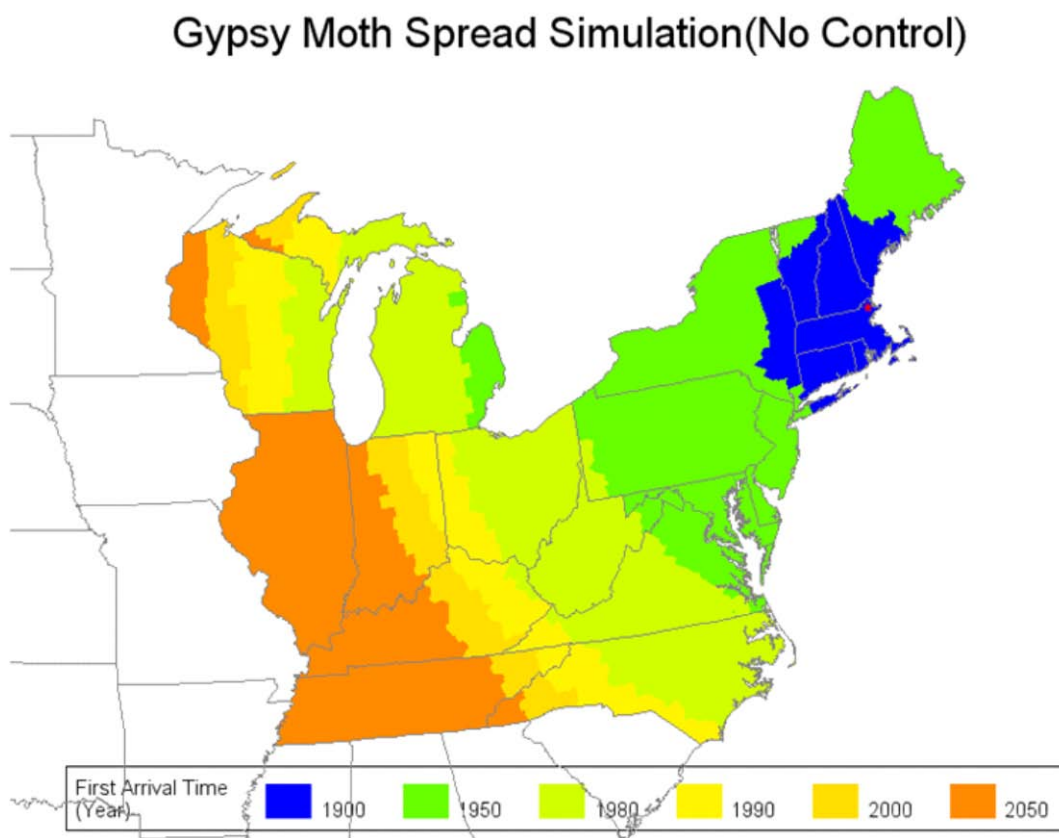 Gypsy Moth Spread Simulation(No Control)
First Arrival Time
(Year)
1900
1950
1980
1990
2000
2050